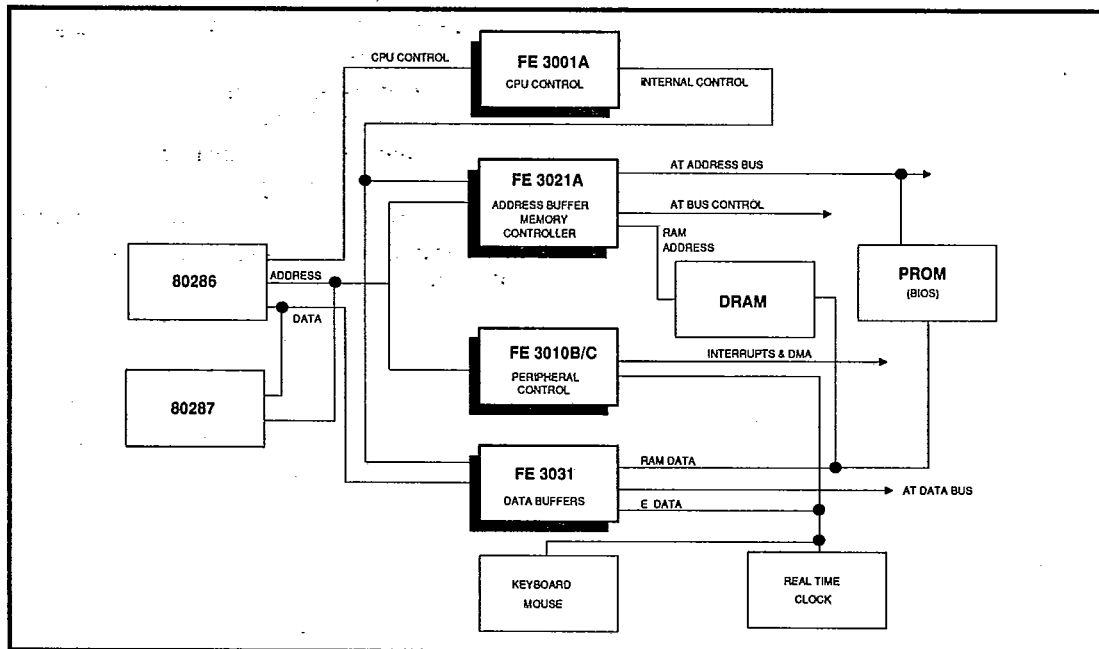 CPU CONTROL
FE 3001A
CPU CONTROL
INTERNAL CONTROL
FE 3021A
ADDRESS BUFFER
MEMORY
CONTROLLER
AT ADDRESS BUS
AT BUS CONTROL
RAM
ADDRESS
80286
ADDRESS
DATA
DRAM
PROM
(BIOS)
FE 3010B/C
PERIPHERAL
CONTROL
INTERRUPTS & DMA
80287
FE 3031
DATA BUFFERS
RAM DATA
AT DATA BUS
E DATA
KEYBOARD
MOUSE
REAL TIME
CLOCK